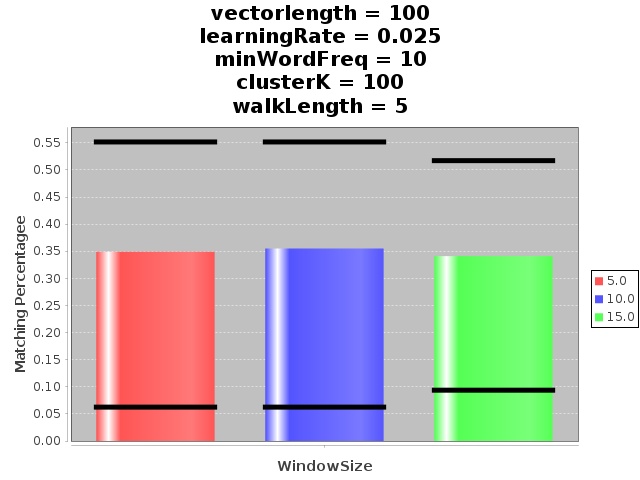 vectorlength = 100
learningRate = 0.025
minWordFreq = 10
clusterK = 100
walkLength = 5
0.55
0.50
0.45
0.40
0.35
0.30
0.25
0.20
0.15
0.10
0.05
0.00
Matching Percentagee
WindowSize
5.0
10.0
15.0